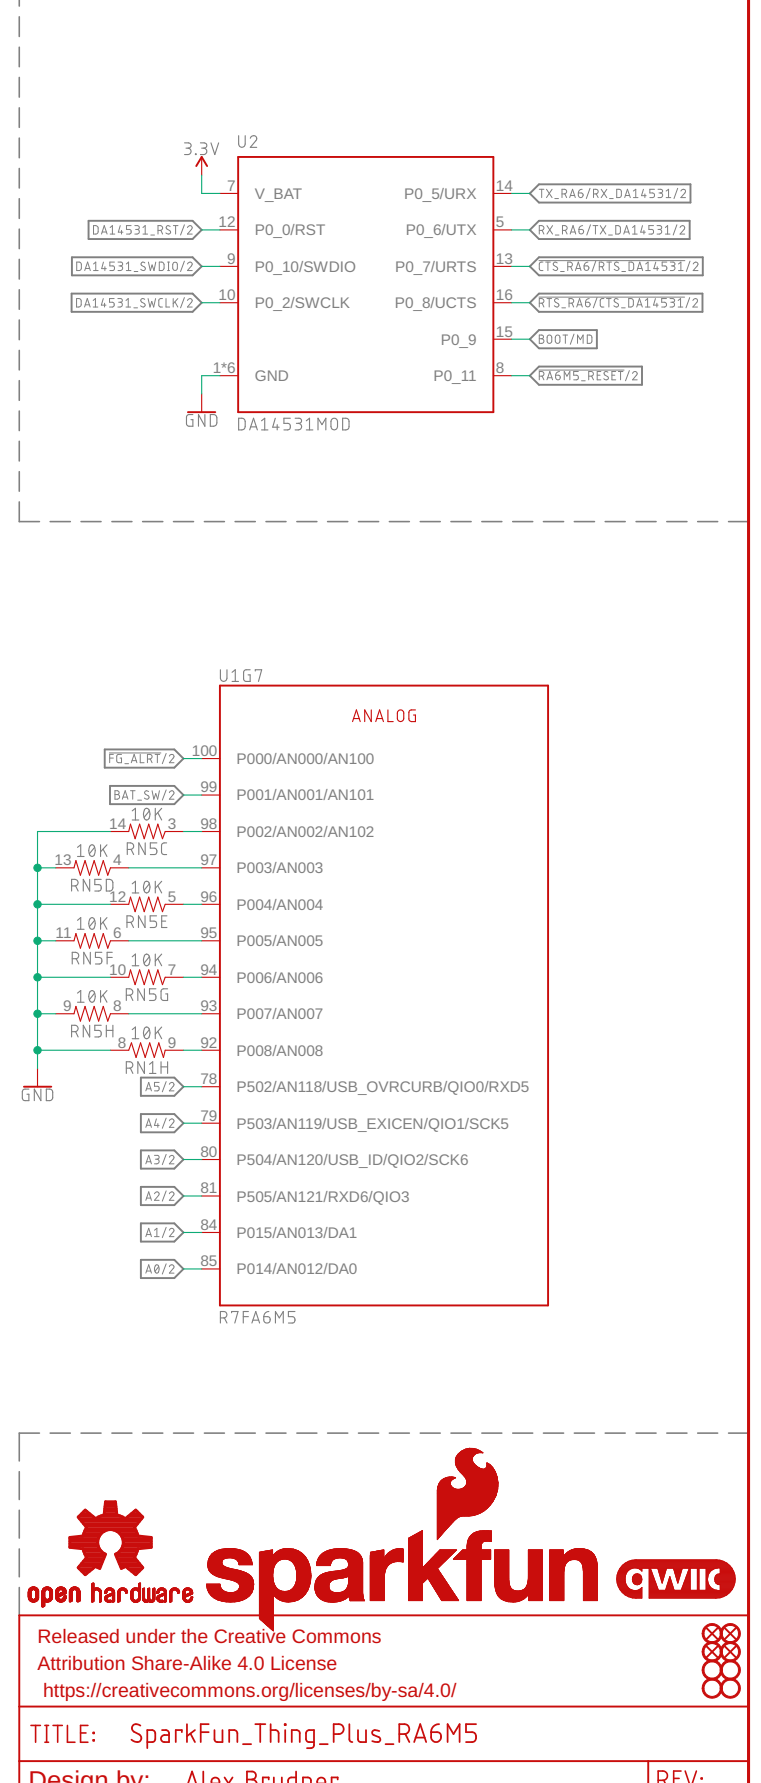 U2
3.3V
7 V_BAT P0_5/URX 14 TX_RA6/RX_DA14531/2
DA14531_RST/2 12 P0_0/RST P0_6/UTX 5 RX_RA6/TX_DA14531/2
DA14531_SWDIO/2 9 P0_10/SWDIO P0_7/URTS 13 CTS_RA6/RTS_DA14531/2
DA14531_SWCLK/2 10 P0_2/SWCLK P0_8/UCTS 16 RTS_RA6/CTS_DA14531/2
P0_9 15 BOOT/MD
1*6 GND P0_11 8 RA6M5_RESET/2
GND
DA14531MOD
U1G7
ANALOG
FG_ALRT/2 100 P000/AN000/AN100
BAT_SW/2 99 P001/AN001/AN101
10K
14 3 98 P002/AN002/AN102
RN5C
10K
13 4 97 P003/AN003
RN5D
10K
12 5 96 P004/AN004
RN5E
10K
11 6 95 P005/AN005
RN5F
10K
10 7 94 P006/AN006
RN5G
10K
9 8 93 P007/AN007
RN5H
10K
8 9 92 P008/AN008
RN1H
GND
A5/2 78 P502/AN118/USB_OVRCURB/QIO0/RXD5
A4/2 79 P503/AN119/USB_EXICEN/QIO1/SCK5
A3/2 80 P504/AN120/USB_ID/QIO2/SCK6
A2/2 81 P505/AN121/RXD6/QIO3
A1/2 84 P015/AN013/DA1
A0/2 85 P014/AN012/DA0
R7FA6M5
open hardware sparkfun qwiic
Released under the Creative Commons
Attribution Share-Alike 4.0 License
https://creativecommons.org/licenses/by-sa/4.0/
TITLE: SparkFun_Thing_Plus_RA6M5
Design by: Alex Brudner REV: